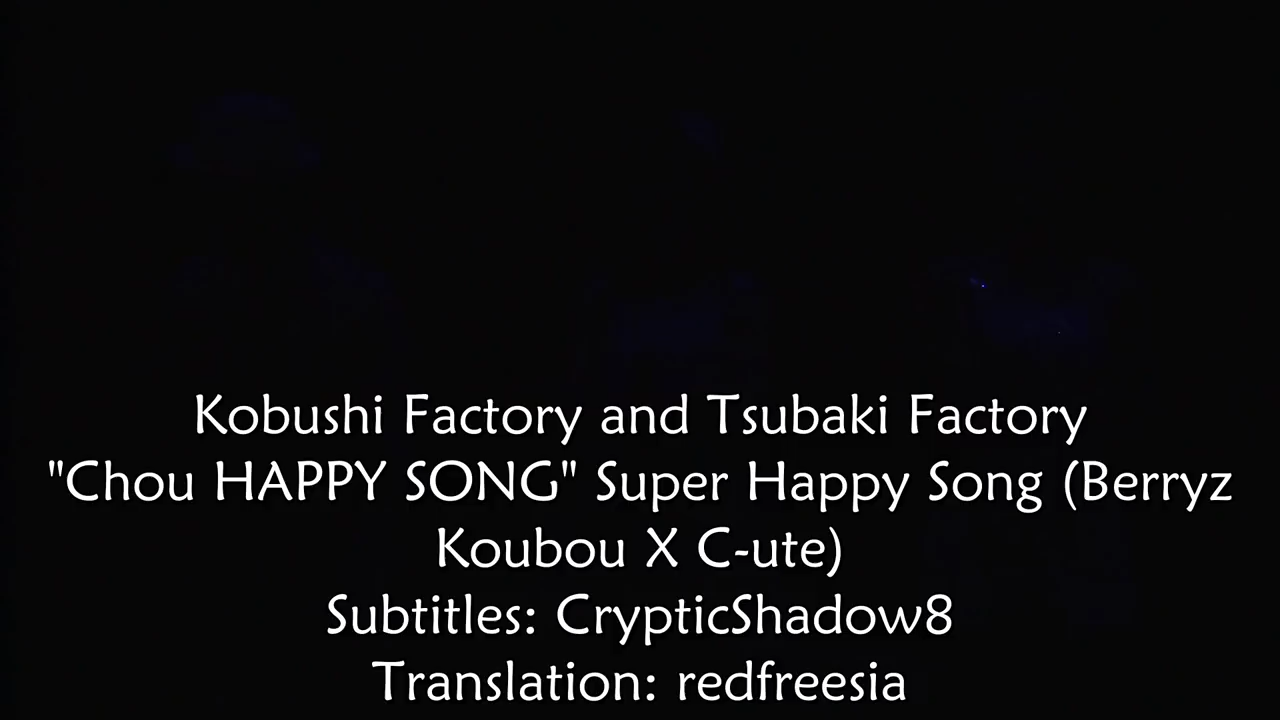 Kobushi Factory and Tsubaki Factory
"Chou HAPPY SONG" Super Happy Song (Berryz
Koubou X C-ute)
Subtitles: CrypticShadow8
Translation: redfreesia